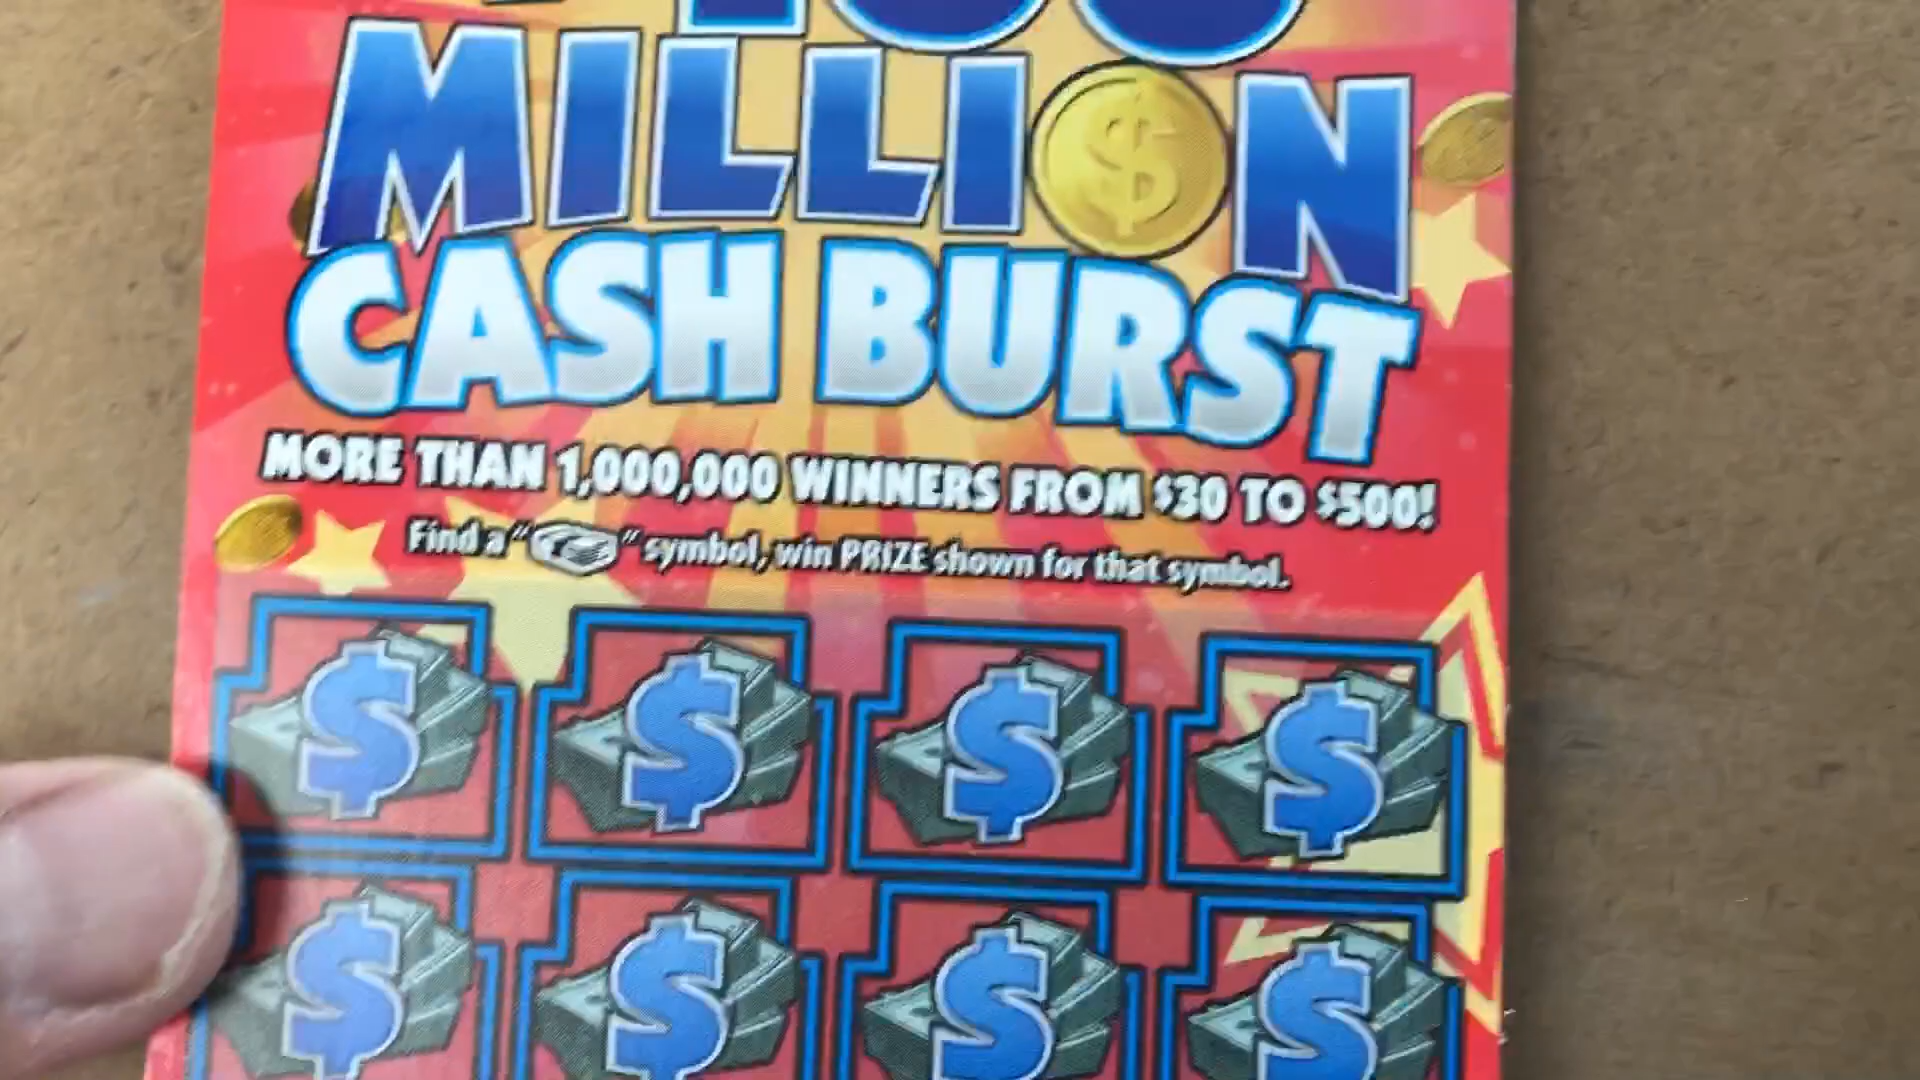 MILLION
CASH BURST
MORE THAN 1,000,000 WINNERS FROM $30 TO $500!
Find a " " symbol, win PRIZE shown for that symbol.
$ $ $ $
$ $ $ $